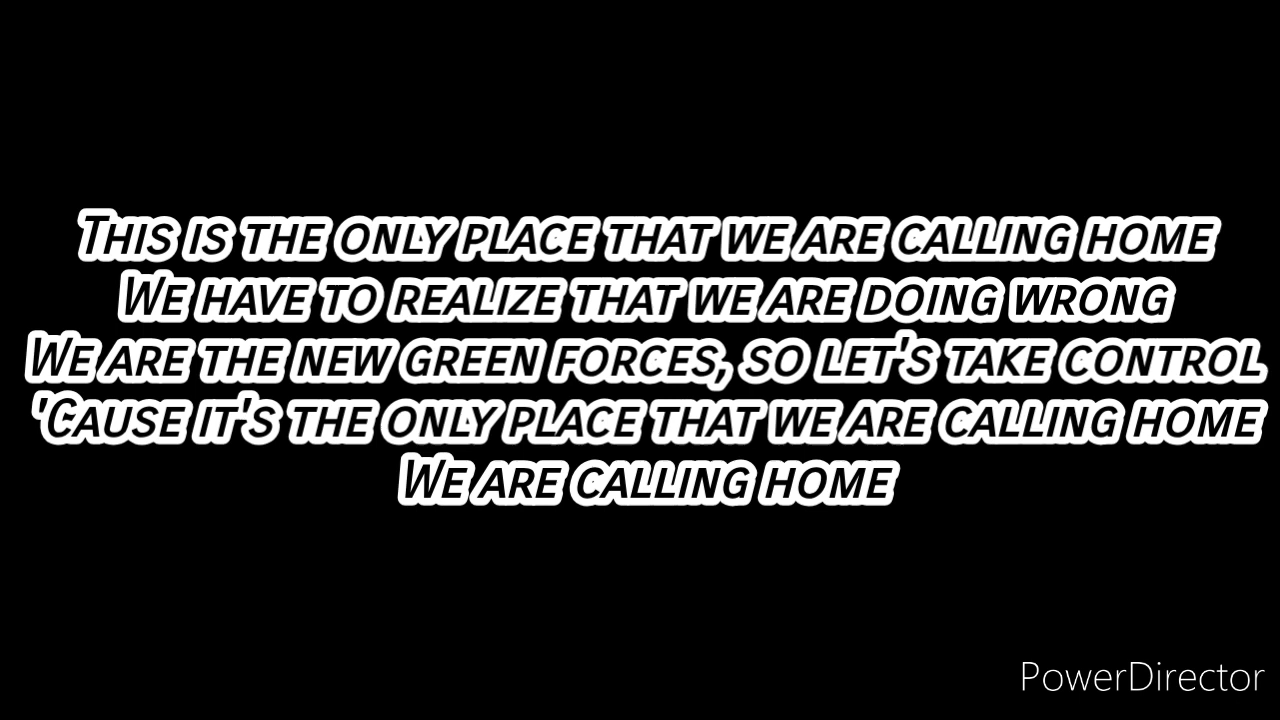 This is the only place that we are calling home
We have to realize that we are doing wrong
We are the new green forces, so let's take control
'Cause it's the only place that we are calling home
We are calling home
PowerDirector